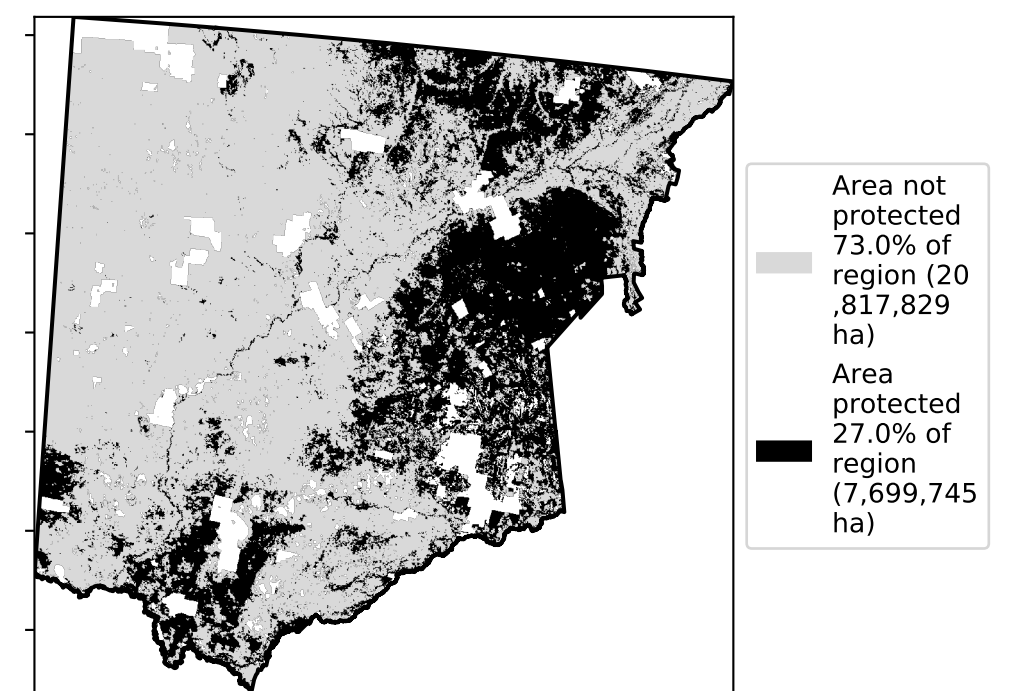 Area not
protected
73.0% of
region (20
,817,829
ha)
Area
protected
27.0% of
region
(7,699,745
ha)